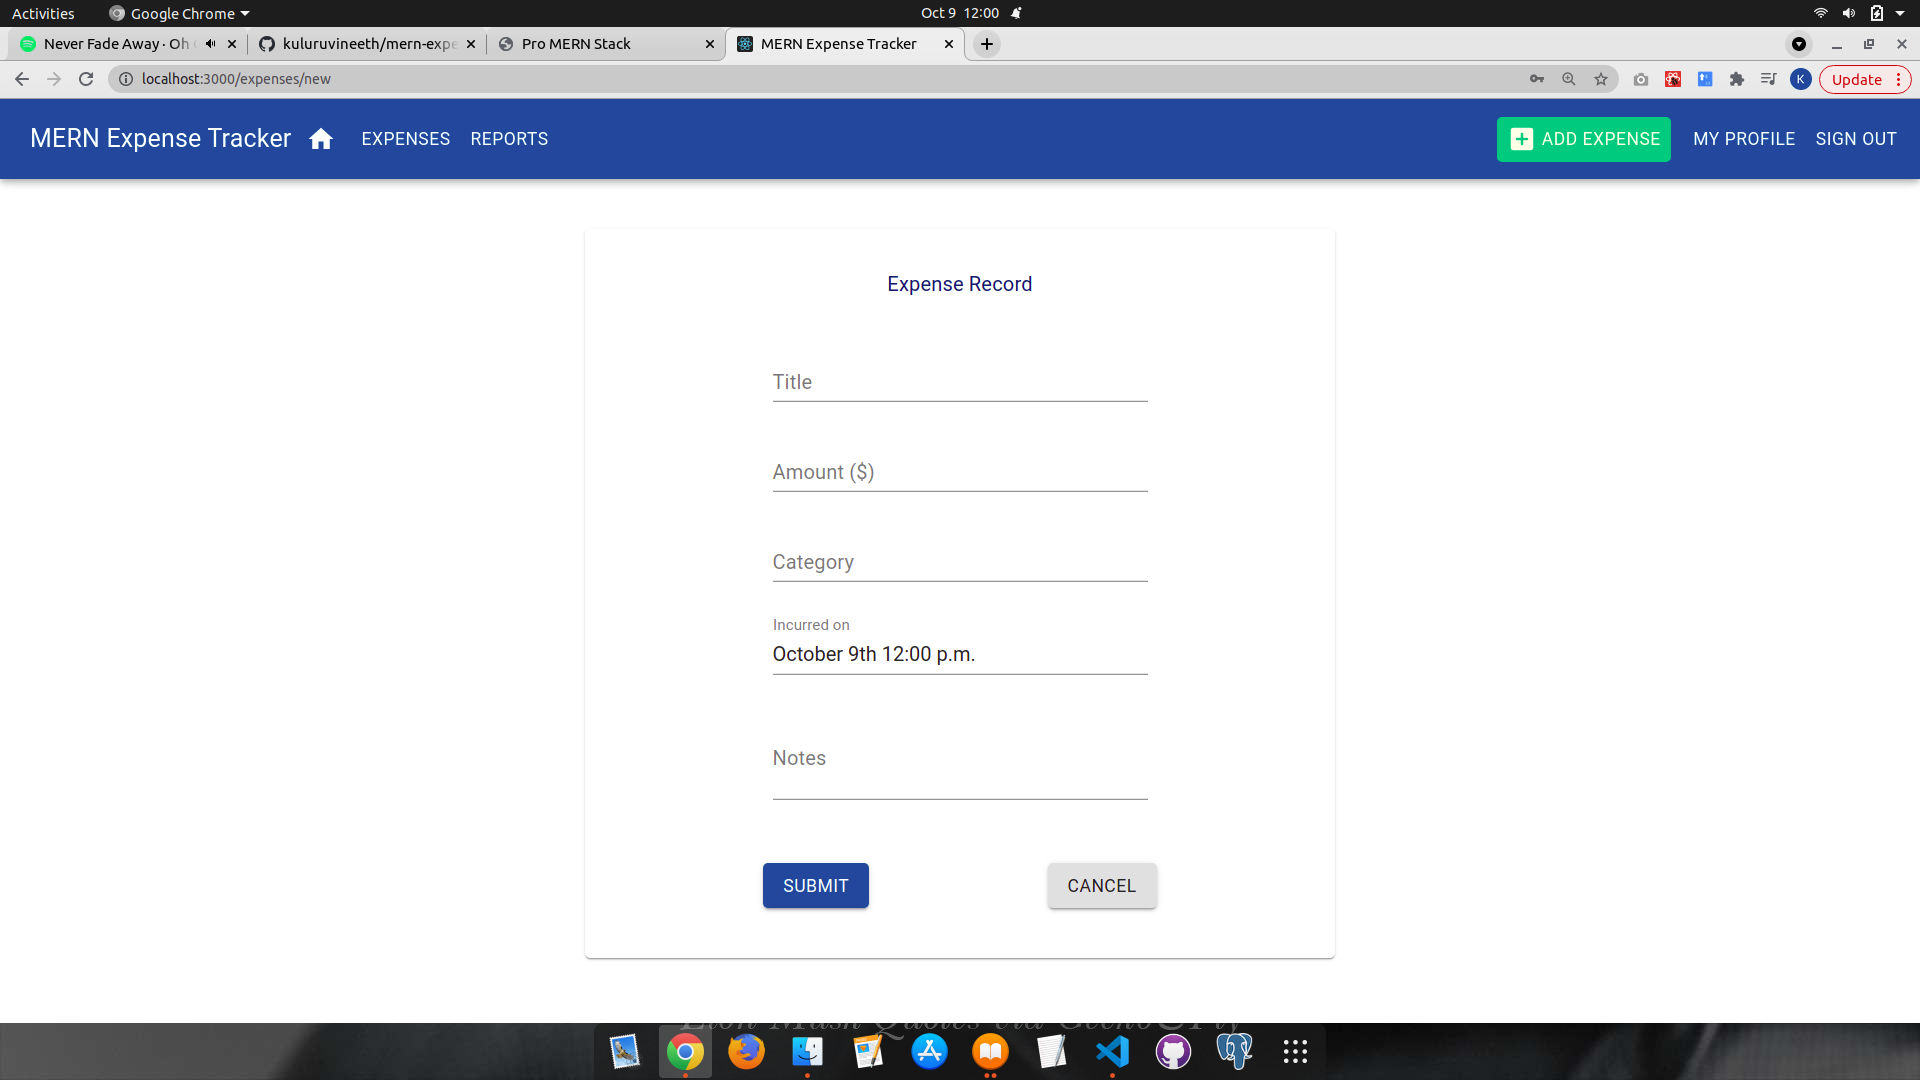 Activities Google Chrome Oct 9 12:00
Never Fade Away · Oh kuluruvineeth/mern-expe Pro MERN Stack MERN Expense Tracker
localhost:3000/expenses/new K Update
MERN Expense Tracker EXPENSES REPORTS ADD EXPENSE MY PROFILE SIGN OUT
Expense Record
Title
Amount ($)
Category
Incurred on
October 9th 12:00 p.m.
Notes
SUBMIT CANCEL